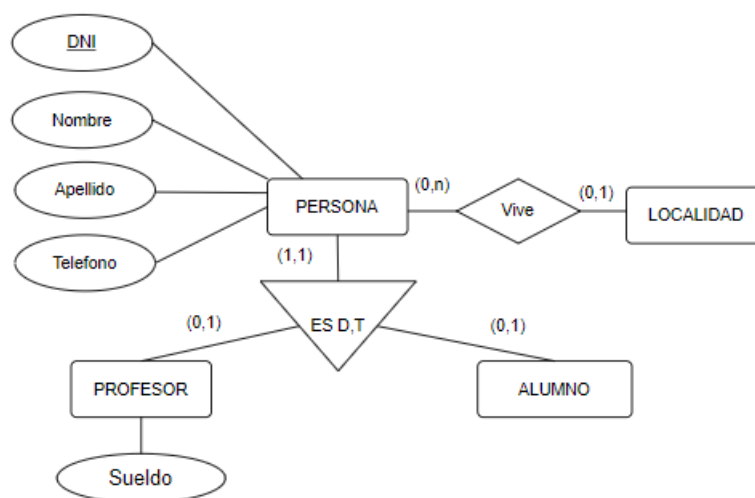 DNI
Nombre
Apellido
Telefono
PERSONA
(0,n)
Vive
(0,1)
LOCALIDAD
(1,1)
(0,1)
ES D,T
(0,1)
PROFESOR
ALUMNO
Sueldo